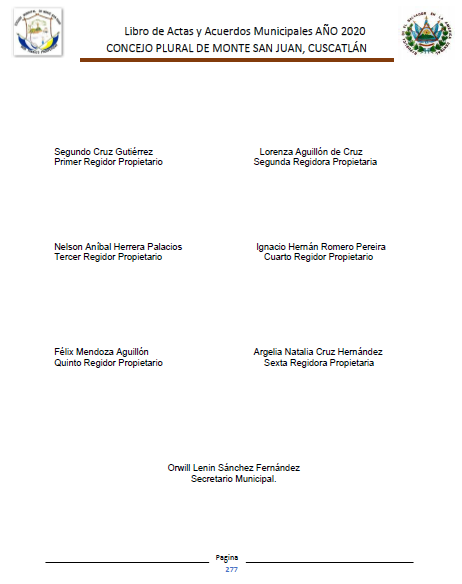 Libro de Actas y Acuerdos Municipales AÑO 2020
CONCEJO PLURAL DE MONTE SAN JUAN, CUSCATLÁN
Segundo Cruz Gutiérrez
Primer Regidor Propietario
Lorenza Aguillón de Cruz
Segunda Regidora Propietaria
Nelson Aníbal Herrera Palacios
Tercer Regidor Propietario
Ignacio Hernán Romero Pereira
Cuarto Regidor Propietario
Félix Mendoza Aguillón
Quinto Regidor Propietario
Argelia Natalia Cruz Hernández
Sexta Regidora Propietaria
Orwill Lenin Sánchez Fernández
Secretario Municipal.
Pagina
277